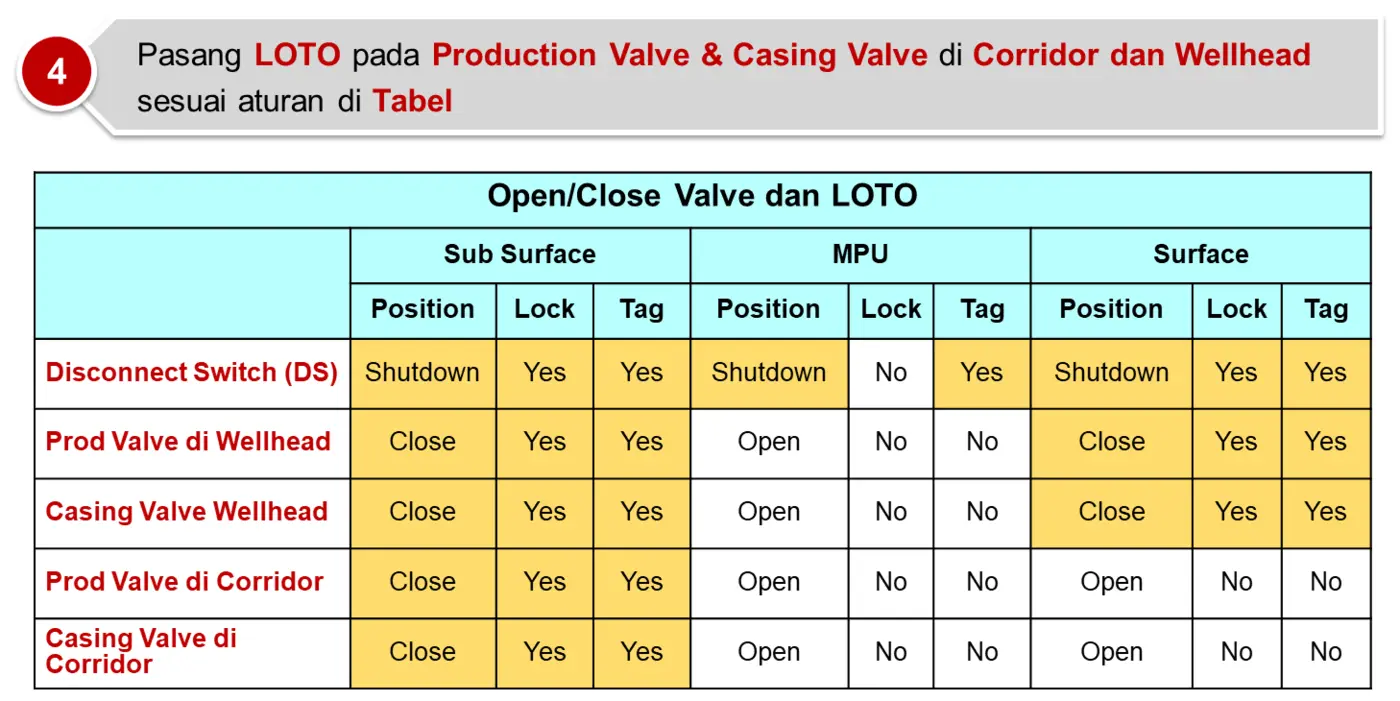 4
Pasang LOTO pada Production Valve & Casing Valve di Corridor dan Wellhead
sesuai aturan di Tabel
Open/Close Valve dan LOTO
Sub Surface MPU Surface
Position Lock Tag Position Lock Tag Position Lock Tag
Disconnect Switch (DS) Shutdown Yes Yes Shutdown No Yes Shutdown Yes Yes
Prod Valve di Wellhead Close Yes Yes Open No No Close Yes Yes
Casing Valve Wellhead Close Yes Yes Open No No Close Yes Yes
Prod Valve di Corridor Close Yes Yes Open No No Open No No
Casing Valve di
Corridor Close Yes Yes Open No No Open No No